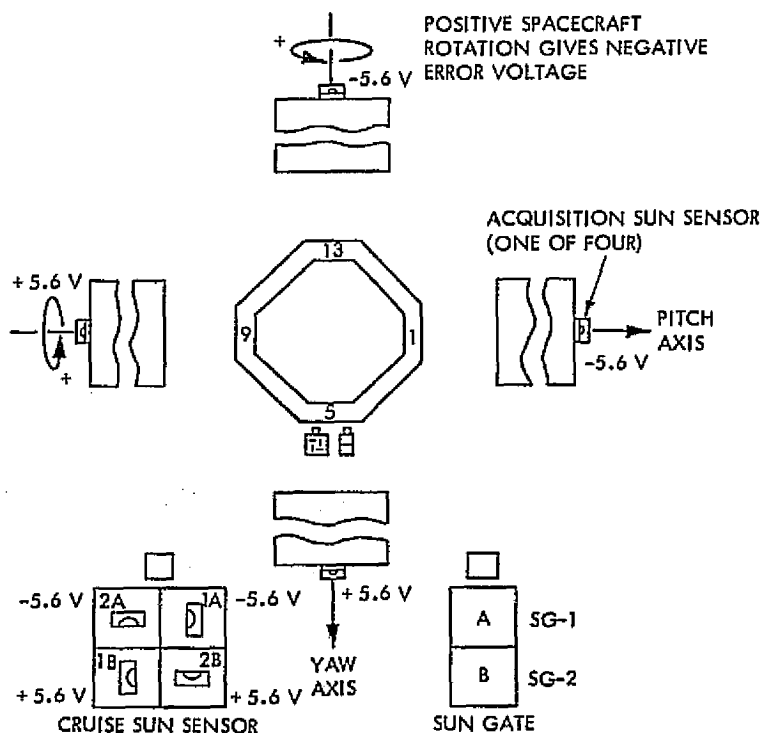 +
POSITIVE SPACECRAFT
ROTATION GIVES NEGATIVE
ERROR VOLTAGE
-5.6 V
ACQUISITION SUN SENSOR
(ONE OF FOUR)
+5.6 V
13
9
1
5
PITCH
AXIS
-5.6 V
+
+5.6 V
YAW
AXIS
-5.6 V
2A
1A
-5.6 V
1B
2B
+5.6 V
+5.6 V
CRUISE SUN SENSOR
A
SG-1
B
SG-2
SUN GATE